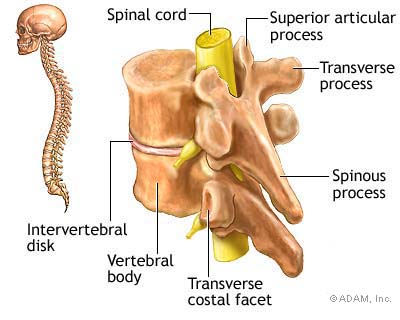 Spinal cord
Superior articular
process
Transverse
process
Spinous
process
Intervertebral
disk
Vertebral
body
Transverse
costal facet
© ADAM, Inc.